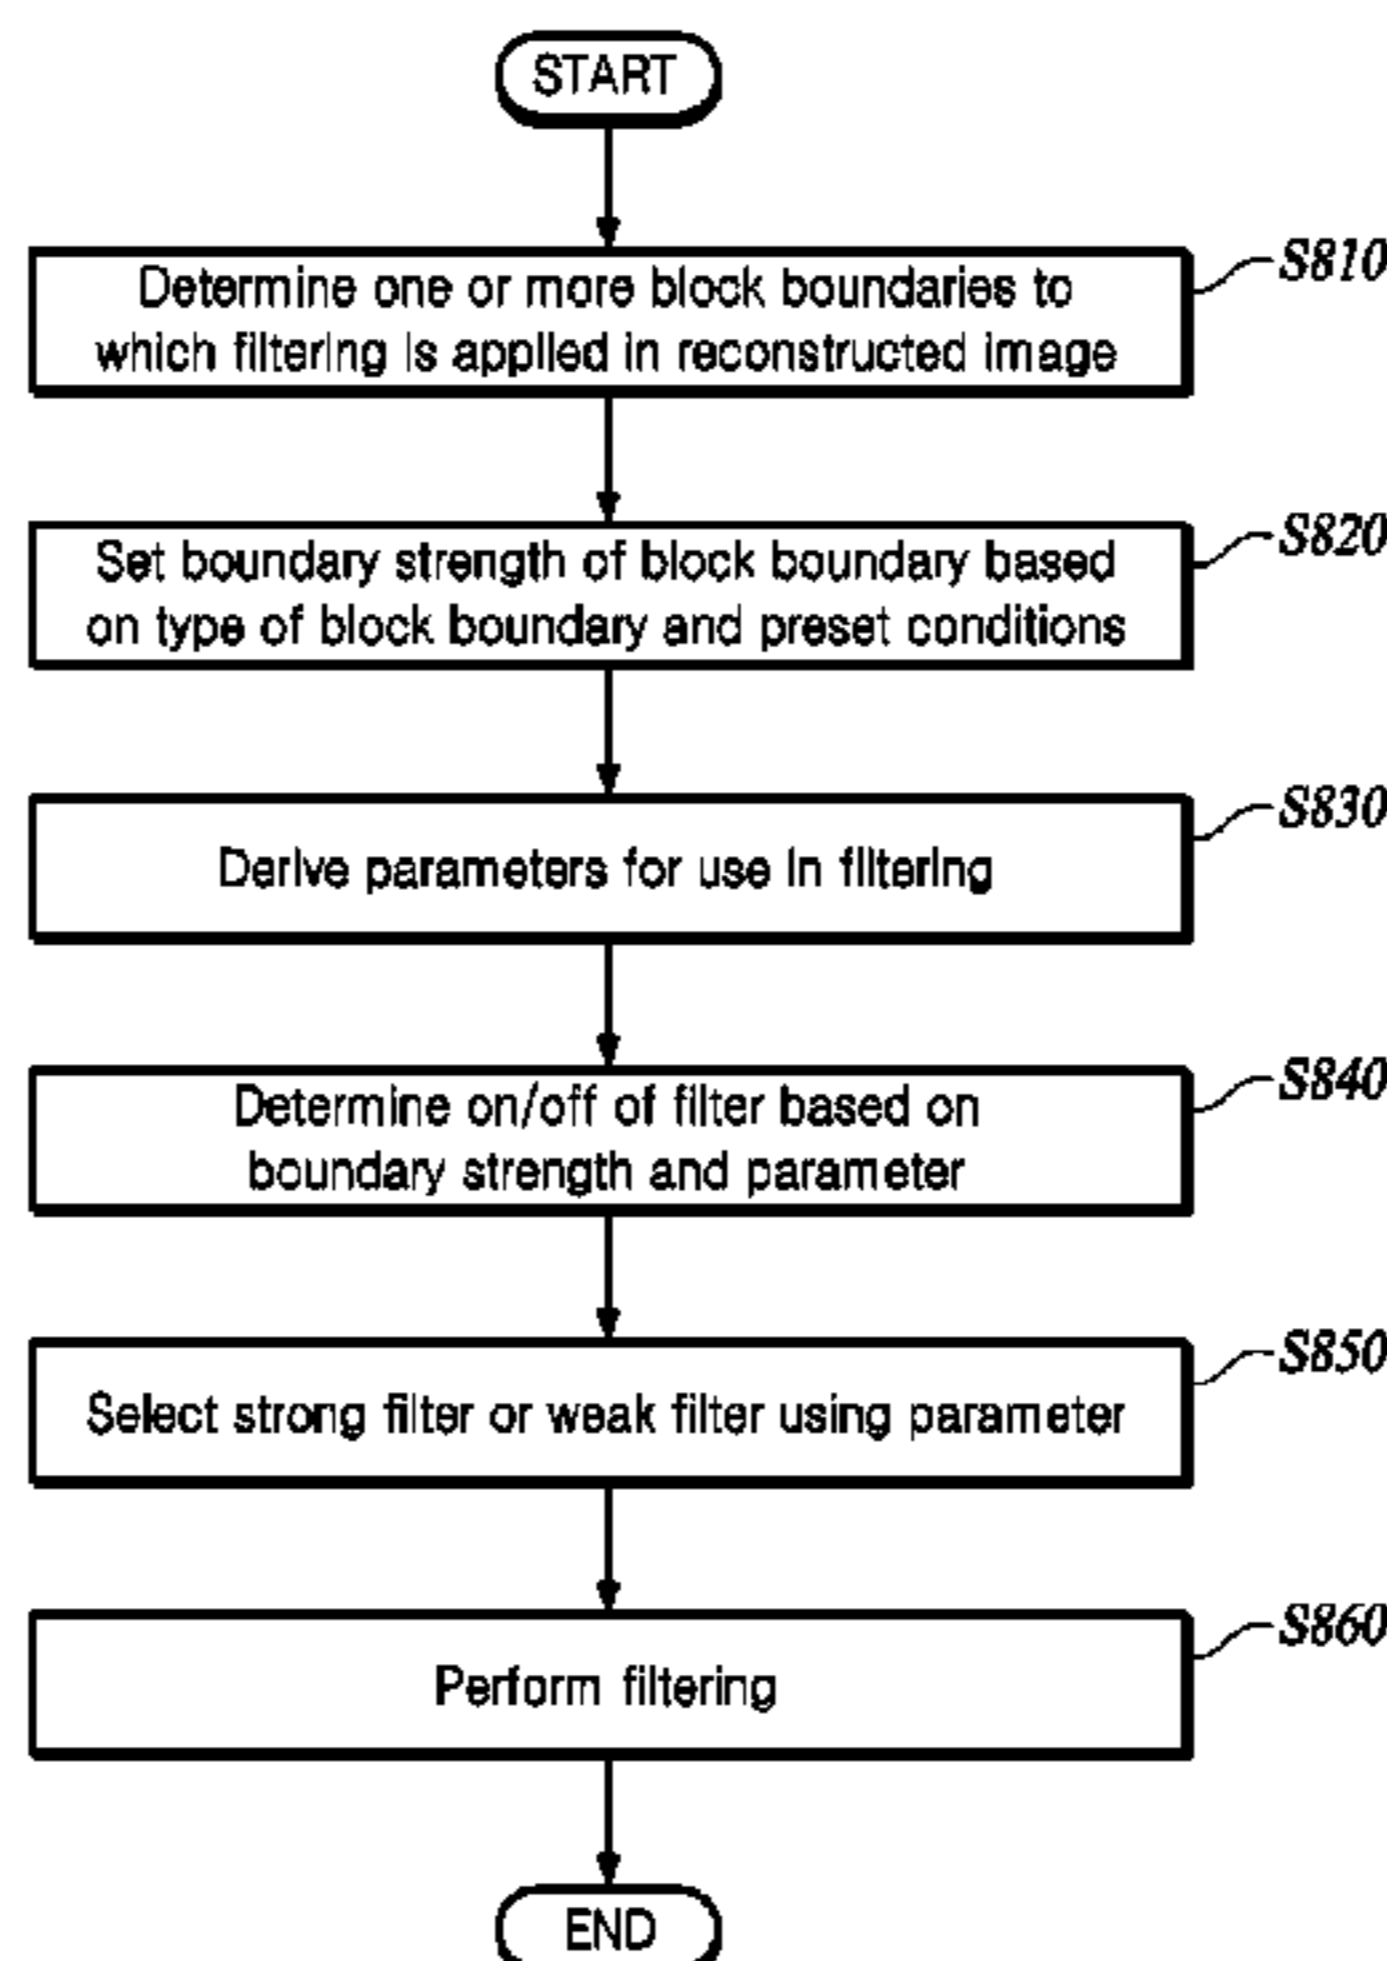 START
Determine one or more block boundaries to
which filtering is applied in reconstructed image
S810
Set boundary strength of block boundary based
on type of block boundary and preset conditions
S820
Derive parameters for use in filtering
S830
Determine on/off of filter based on
boundary strength and parameter
S840
Select strong filter or weak filter using parameter
S850
Perform filtering
S860
END